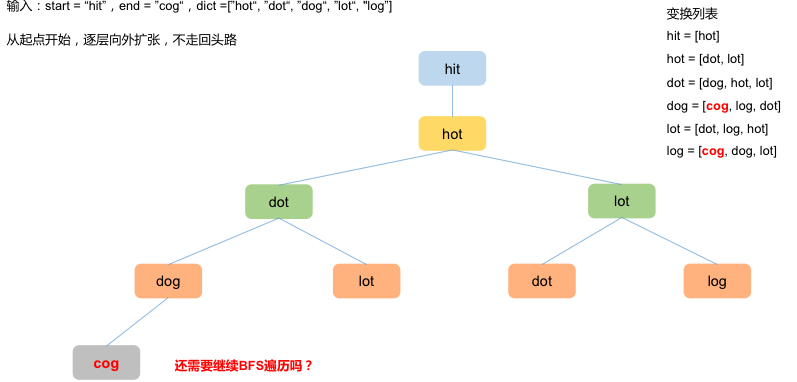 输入：start = “hit”，end = ”cog“，dict =[”hot“, ”dot“, ”dog“, ”lot“, "log”]
从起点开始，逐层向外扩张，不走回头路
变换列表
hit = [hot]
hot = [dot, lot]
dot = [dog, hot, lot]
dog = [cog, log, dot]
lot = [dot, log, hot]
log = [cog, dog, lot]
hit
hot
dot
lot
dog
lot
dot
log
cog
还需要继续BFS遍历吗？